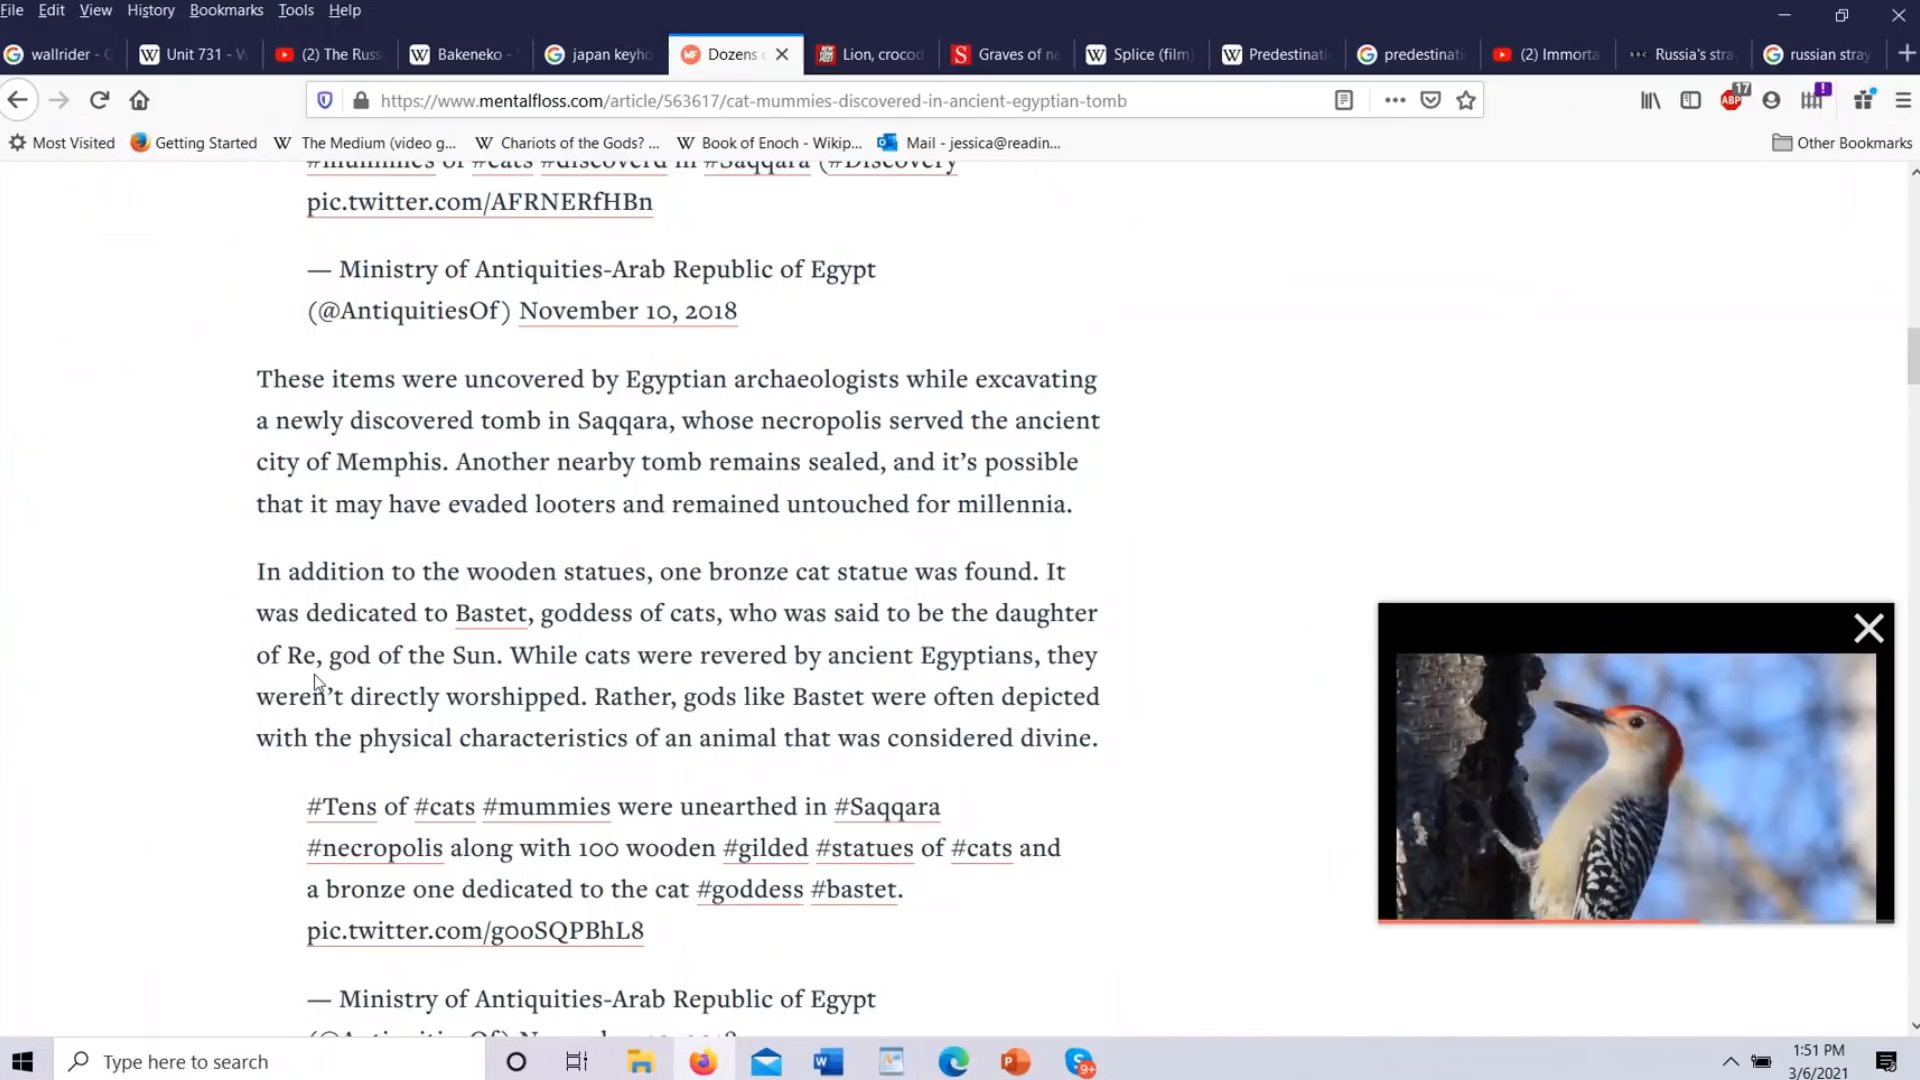 File Edit View History Bookmarks Tools Help
wallrider - G
Unit 731 - W
(2) The Russ
Bakeneko -
japan keyho
Dozens
Lion, crocod
Graves of ne
Splice (film)
Predestinati
predestinati
(2) Immorta
BBC Russia's stra
russian stray
https://www.mentalfloss.com/article/563617/cat-mummies-discovered-in-ancient-egyptian-tomb
17
ABP
Most Visited Getting Started The Medium (video g... Chariots of the Gods? ... Book of Enoch - Wikip... Mail - jessica@readin... Other Bookmarks
#mummies of #cats #discoverd in #Saqqara (#Discovery
pic.twitter.com/AFRNERfHBn
— Ministry of Antiquities-Arab Republic of Egypt
(@AntiquitiesOf) November 10, 2018
These items were uncovered by Egyptian archaeologists while excavating
a newly discovered tomb in Saqqara, whose necropolis served the ancient
city of Memphis. Another nearby tomb remains sealed, and it’s possible
that it may have evaded looters and remained untouched for millennia.
In addition to the wooden statues, one bronze cat statue was found. It
was dedicated to Bastet, goddess of cats, who was said to be the daughter
of Re, god of the Sun. While cats were revered by ancient Egyptians, they
weren’t directly worshipped. Rather, gods like Bastet were often depicted
with the physical characteristics of an animal that was considered divine.
#Tens of #cats #mummies were unearthed in #Saqqara
#necropolis along with 100 wooden #gilded #statues of #cats and
a bronze one dedicated to the cat #goddess #bastet.
pic.twitter.com/gooSQPBhL8
— Ministry of Antiquities-Arab Republic of Egypt
Type here to search
9+
1:51 PM
3/6/2021